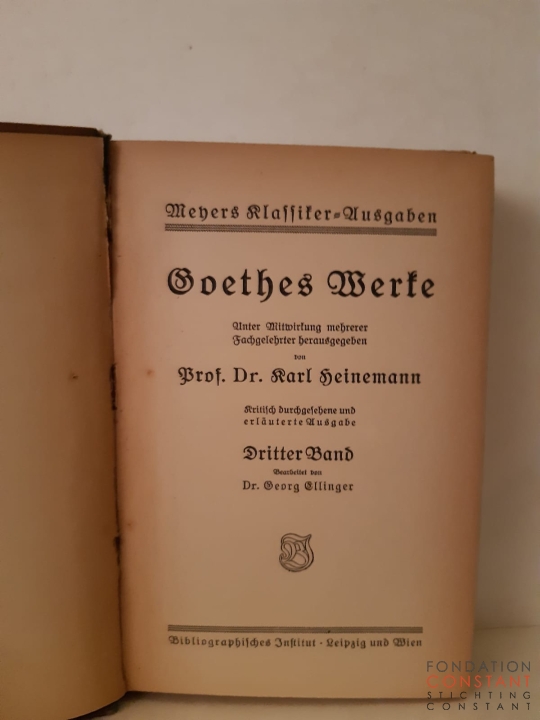 Meyers Klassiker-Ausgaben
Goethes Werke
Unter Mitwirkung mehrerer
Fachgelehrter herausgegeben
von
Prof. Dr. Karl Heinemann
Kritisch durchgesehene und
erläuterte Ausgabe
Dritter Band
Bearbeitet von
Dr. Georg Ellinger
Bibliographisches Institut · Leipzig und Wien
FONDATION
CONSTANT
STICHTING
CONSTANT